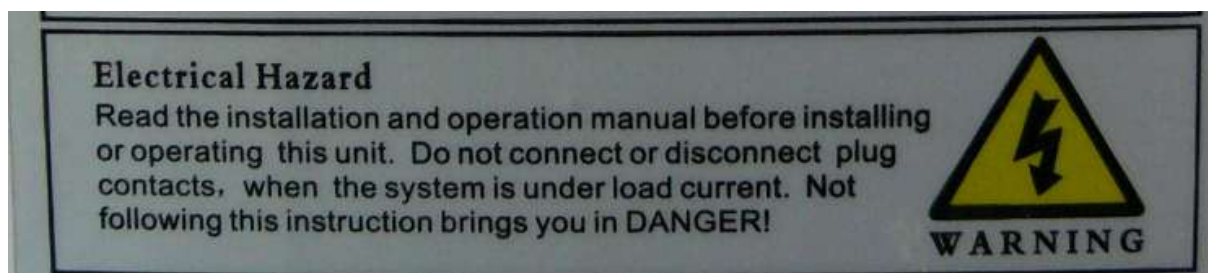 Electrical Hazard
Read the installation and operation manual before installing
or operating this unit. Do not connect or disconnect plug
contacts, when the system is under load current. Not
following this instruction brings you in DANGER!
WARNING